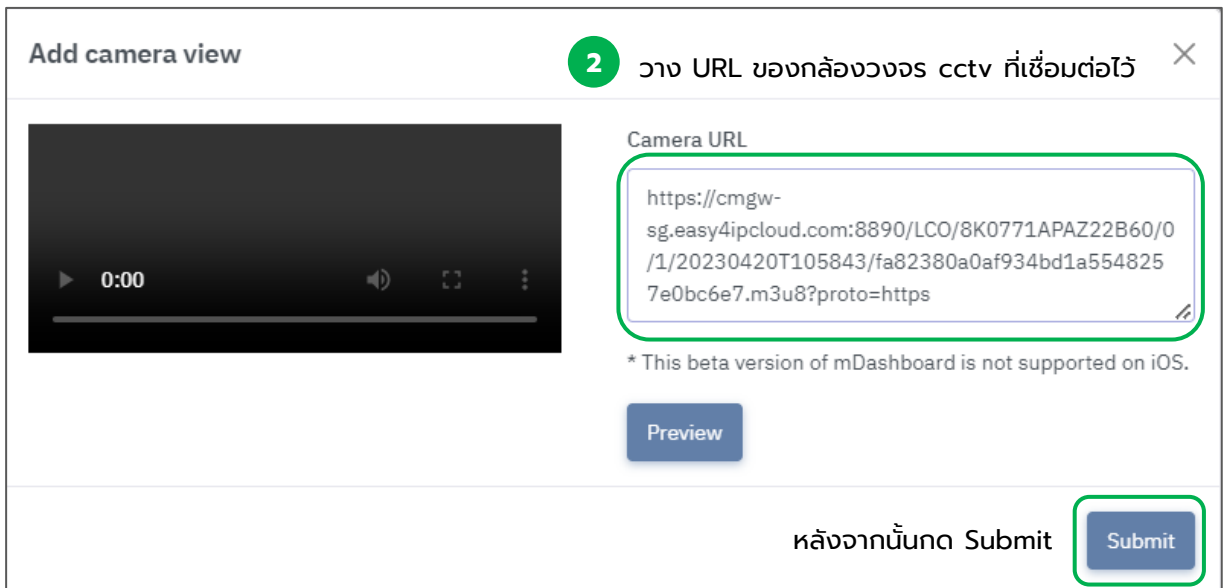 Add camera view
2 วาง URL ของกล้องวงจร cctv ที่เชื่อมต่อไว้
0:00
Camera URL
https://cmgw-
sg.easy4ipcloud.com:8890/LCO/8K0771APAZ22B60/0
/1/20230420T105843/fa82380a0af934bd1a554825
7e0bc6e7.m3u8?proto=https
* This beta version of mDashboard is not supported on iOS.
Preview
หลังจากนั้นกด Submit
Submit